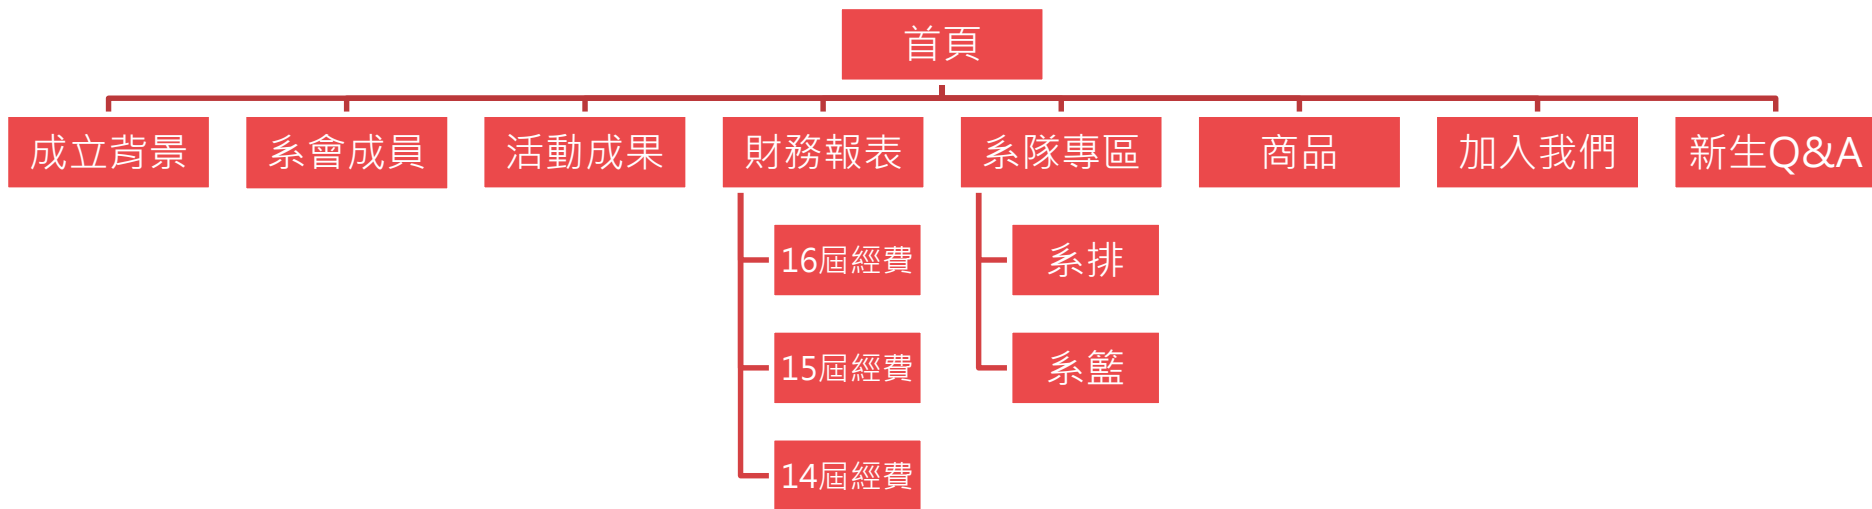 首頁
成立背景
系會成員
活動成果
財務報表
系隊專區
商品
加入我們
新生Q&A
16屆經費
系排
15屆經費
系籃
14屆經費